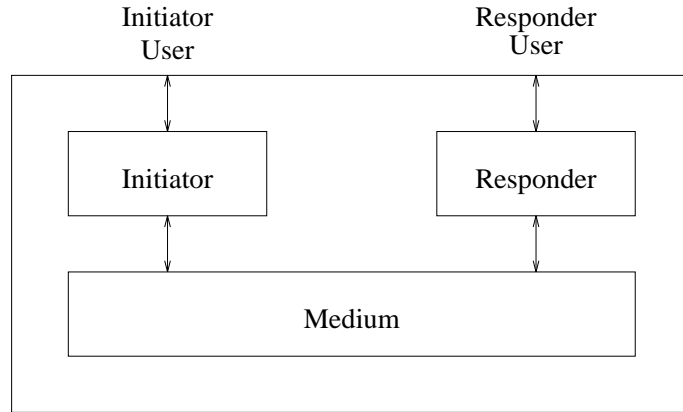 Initiator
User
Responder
User
Initiator
Responder
Medium